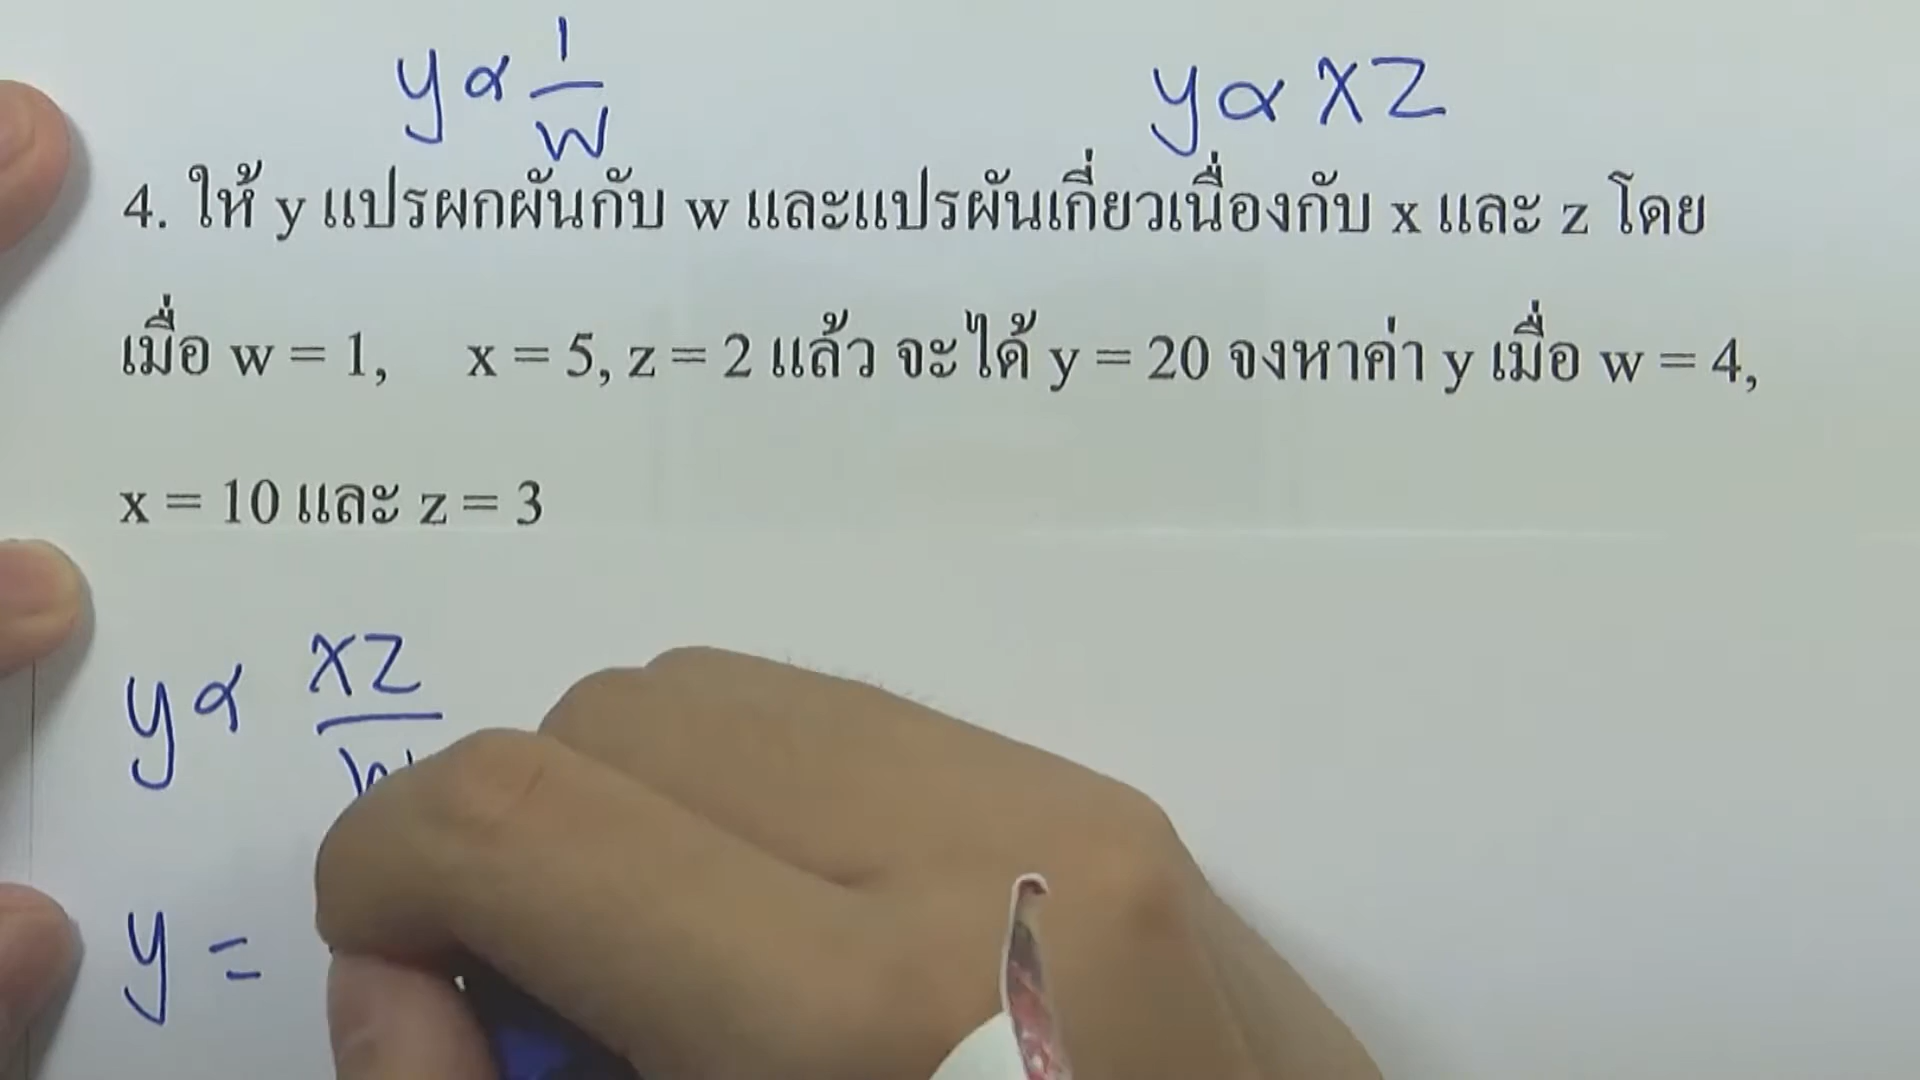 y ∝ 1/w
y ∝ xz
4. ให้ y แปรผกผันกับ w และแปรผันเกี่ยวเนื่องกับ x และ z โดย
เมื่อ w = 1, x = 5, z = 2 แล้ว จะได้ y = 20 จงหาค่า y เมื่อ w = 4,
x = 10 และ z = 3
y ∝ xz/w
y =